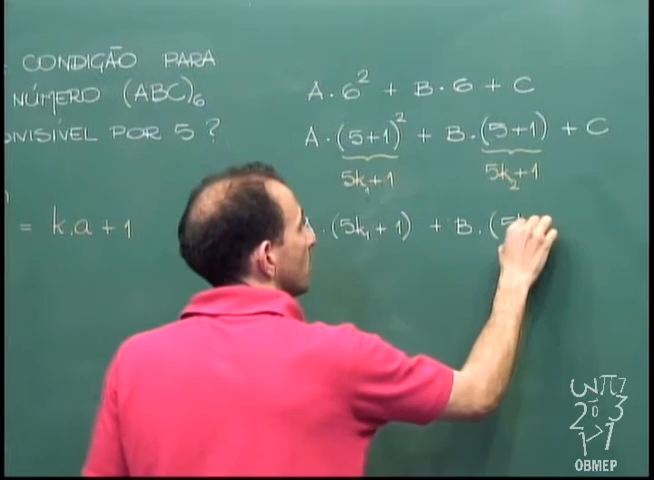 CONDIÇÃO PARA
NÚMERO (ABC)₆
DIVISÍVEL POR 5 ?
= k.a + 1
A · 6² + B · 6 + C
A · (5+1)² + B · (5+1) + C
5k₁+1 5k₂+1
· (5k₁ + 1) + B · (5k
OBMEP